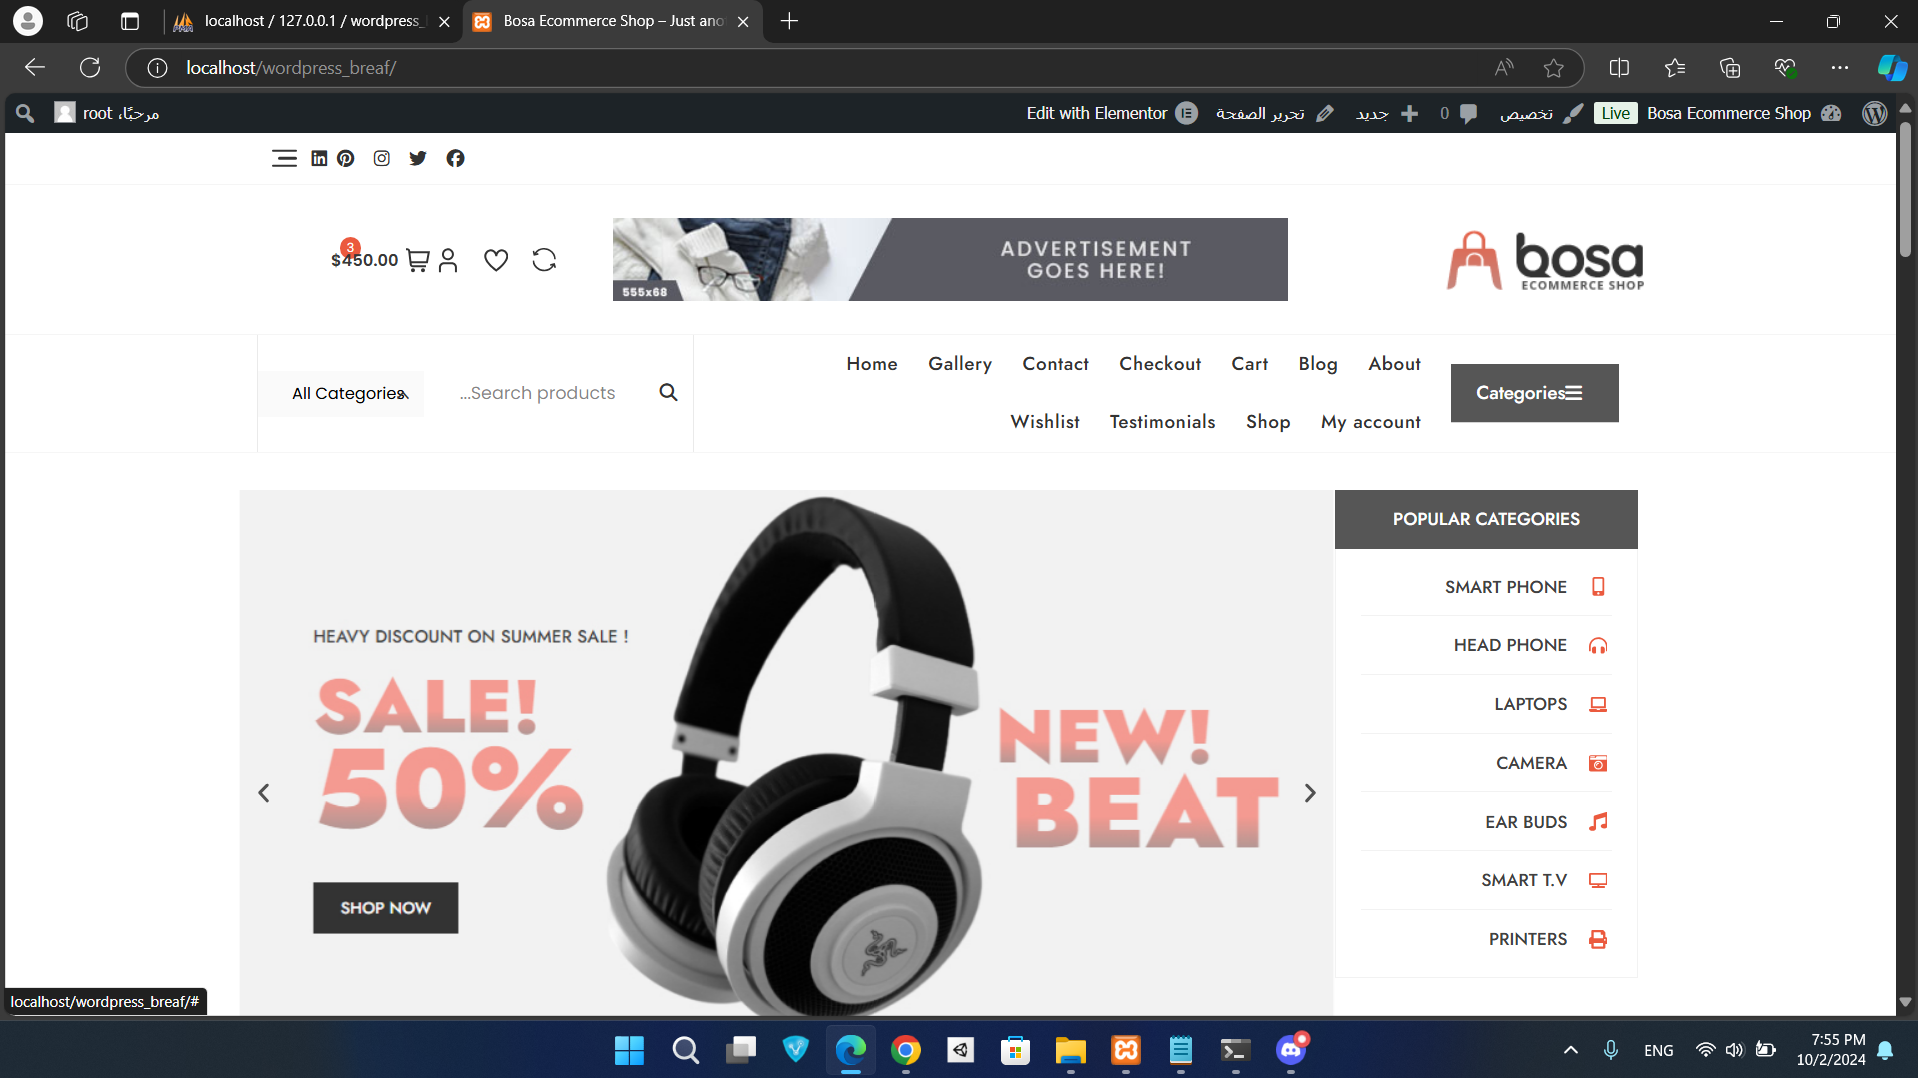 localhost / 127.0.0.1 / wordpress_
Bosa Ecommerce Shop – Just ano
localhost/wordpress_breaf/
مرحبًا، root
Edit with Elementor
تحرير الصفحة
جديد
0
تخصيص
Live
Bosa Ecommerce Shop
3
$450.00
555x68
ADVERTISEMENT
GOES HERE!
bosa
ECOMMERCE SHOP
All Categories
...Search products
Home Gallery Contact Checkout Cart Blog About
Wishlist Testimonials Shop My account
Categories
POPULAR CATEGORIES
SMART PHONE
HEAD PHONE
LAPTOPS
CAMERA
EAR BUDS
SMART T.V
PRINTERS
HEAVY DISCOUNT ON SUMMER SALE !
SALE!
50%
NEW!
BEAT
SHOP NOW
localhost/wordpress_breaf/#
ENG
7:55 PM
10/2/2024